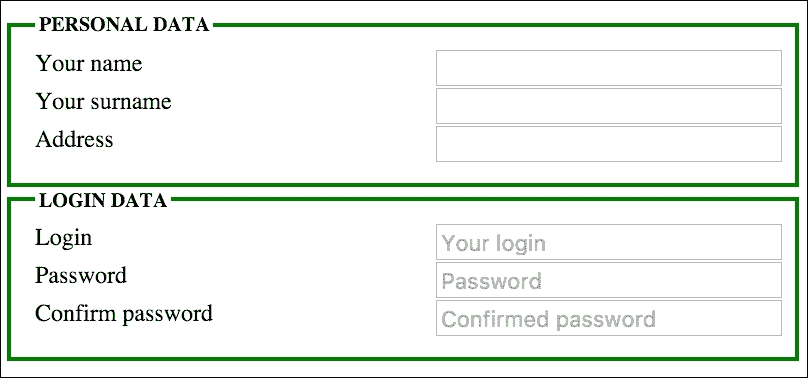 PERSONAL DATA
Your name
Your surname
Address
LOGIN DATA
Login Your login
Password Password
Confirm password Confirmed password